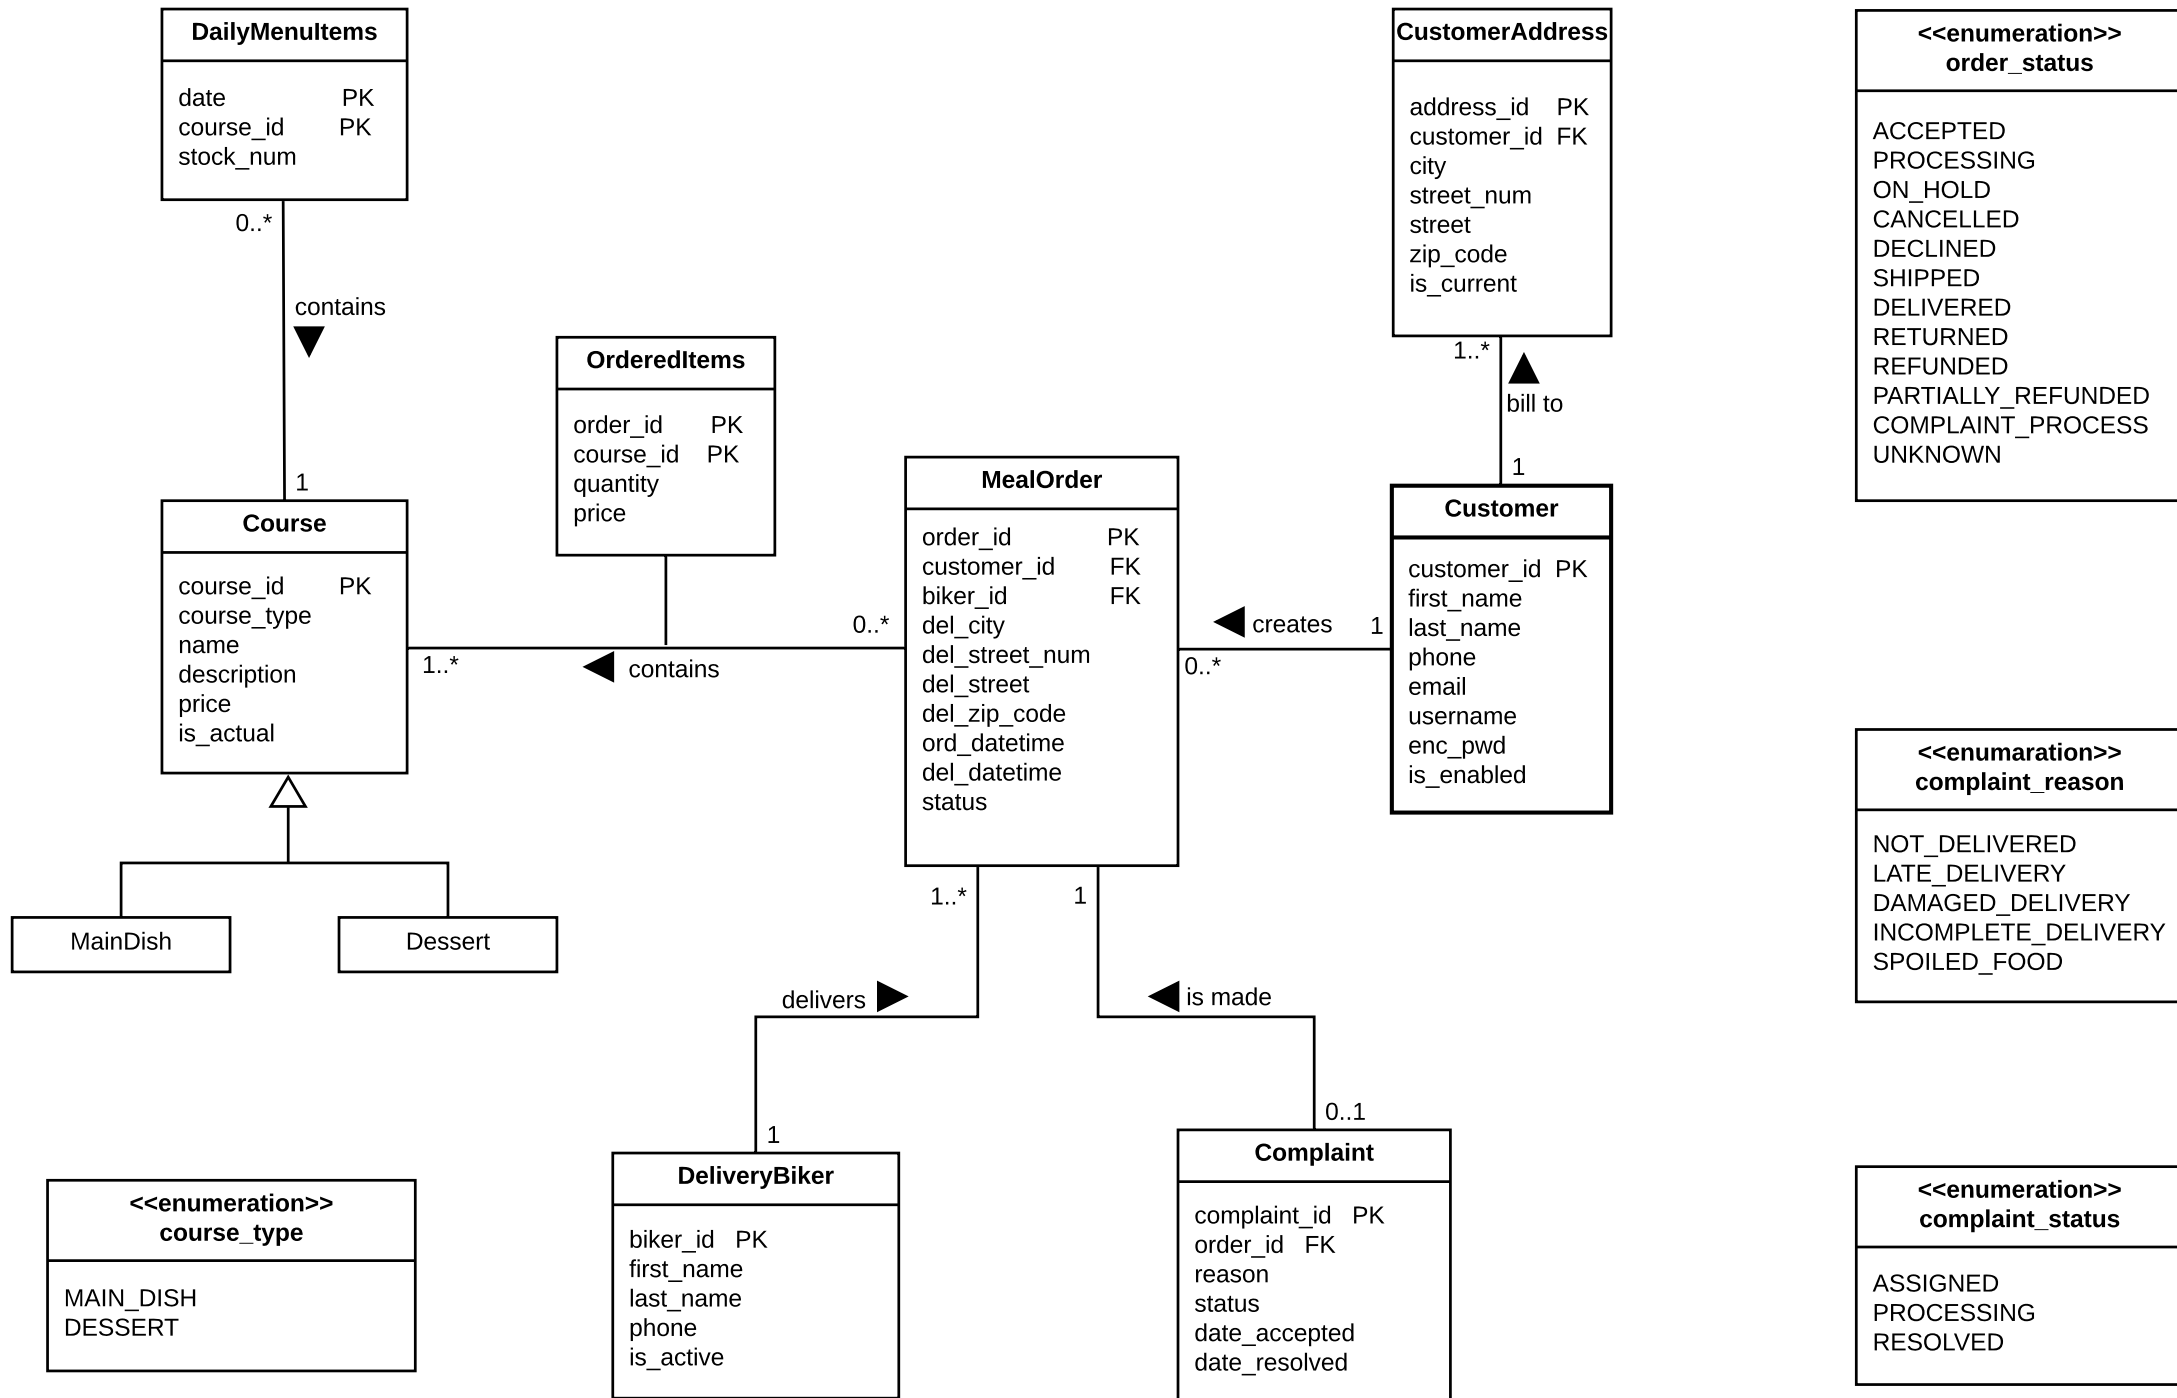 DailyMenuItems
date PK
course_id PK
stock_num
0..*
contains
1
Course
course_id PK
course_type
name
description
price
is_actual
MainDish
Dessert
<<enumeration>>
course_type
MAIN_DISH
DESSERT
OrderedItems
order_id PK
course_id PK
quantity
price
1..*
contains
0..*
MealOrder
order_id PK
customer_id FK
biker_id FK
del_city
del_street_num
del_street
del_zip_code
ord_datetime
del_datetime
status
1..*
1
delivers
is made
1
0..1
DeliveryBiker
biker_id PK
first_name
last_name
phone
is_active
Complaint
complaint_id PK
order_id FK
reason
status
date_accepted
date_resolved
CustomerAddress
address_id PK
customer_id FK
city
street_num
street
zip_code
is_current
1..*
bill to
1
creates
1
0..*
Customer
customer_id PK
first_name
last_name
phone
email
username
enc_pwd
is_enabled
<<enumeration>>
order_status
ACCEPTED
PROCESSING
ON_HOLD
CANCELLED
DECLINED
SHIPPED
DELIVERED
RETURNED
REFUNDED
PARTIALLY_REFUNDED
COMPLAINT_PROCESS
UNKNOWN
<<enumaration>>
complaint_reason
NOT_DELIVERED
LATE_DELIVERY
DAMAGED_DELIVERY
INCOMPLETE_DELIVERY
SPOILED_FOOD
<<enumeration>>
complaint_status
ASSIGNED
PROCESSING
RESOLVED